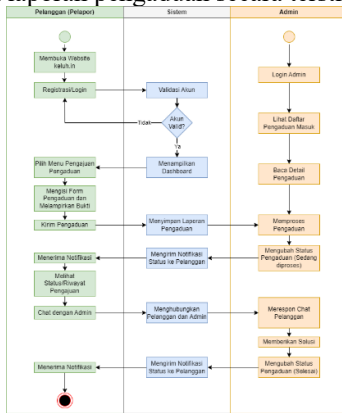 laporan pengaduan secara
Pelanggan (Pelapor)
Sistem
Admin
Membuka Website
keluh.in
Login Admin
Registrasi/Login
Validasi Akun
Tidak
Akun
Valid?
Ya
Lihat Daftar
Pengaduan Masuk
Pilih Menu Pengajuan
Pengaduan
Menampilkan
Dashboard
Baca Detail
Pengaduan
Mengisi Form
Pengaduan dan
Melampirkan Bukti
Kirim Pengaduan
Menyimpan Laporan
Pengaduan
Memproses
Pengaduan
Menerima Notifikasi
Mengirim Notifikasi
Status ke Pelanggan
Mengubah Status
Pengaduan (Sedang
diproses)
Melihat
Status/Riwayat
Pengajuan
Chat dengan Admin
Menghubungkan
Pelanggan dan Admin
Merespon Chat
Pelanggan
Memberikan Solusi
Menerima Notifikasi
Mengirim Notifikasi
Status ke Pelanggan
Mengubah Status
Pengaduan (Selesai)